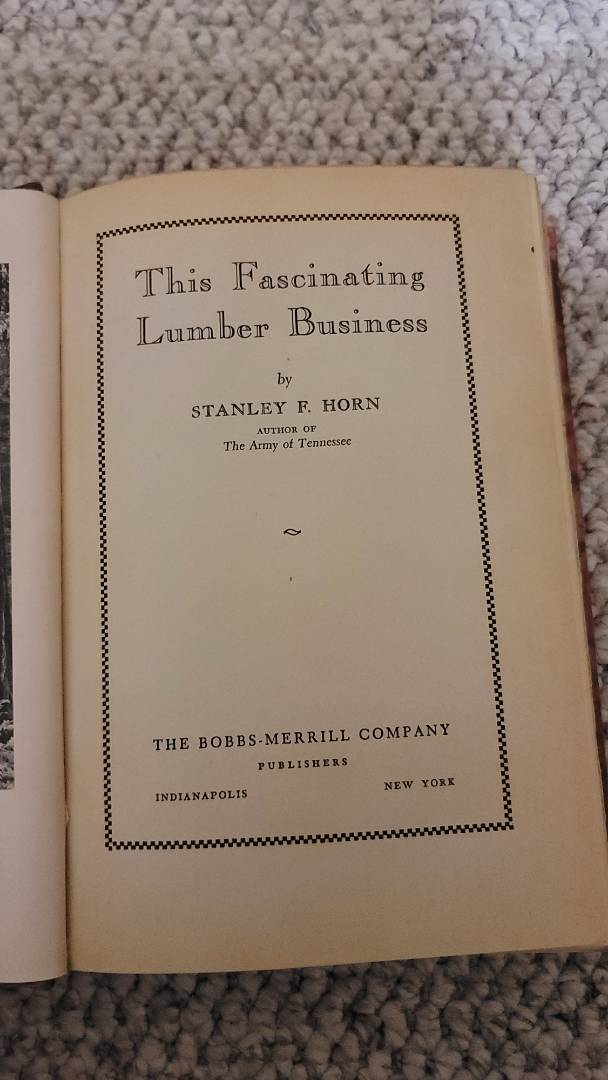 This Fascinating
Lumber Business
by
STANLEY F. HORN
AUTHOR OF
The Army of Tennessee
THE BOBBS-MERRILL COMPANY
PUBLISHERS
INDIANAPOLIS NEW YORK